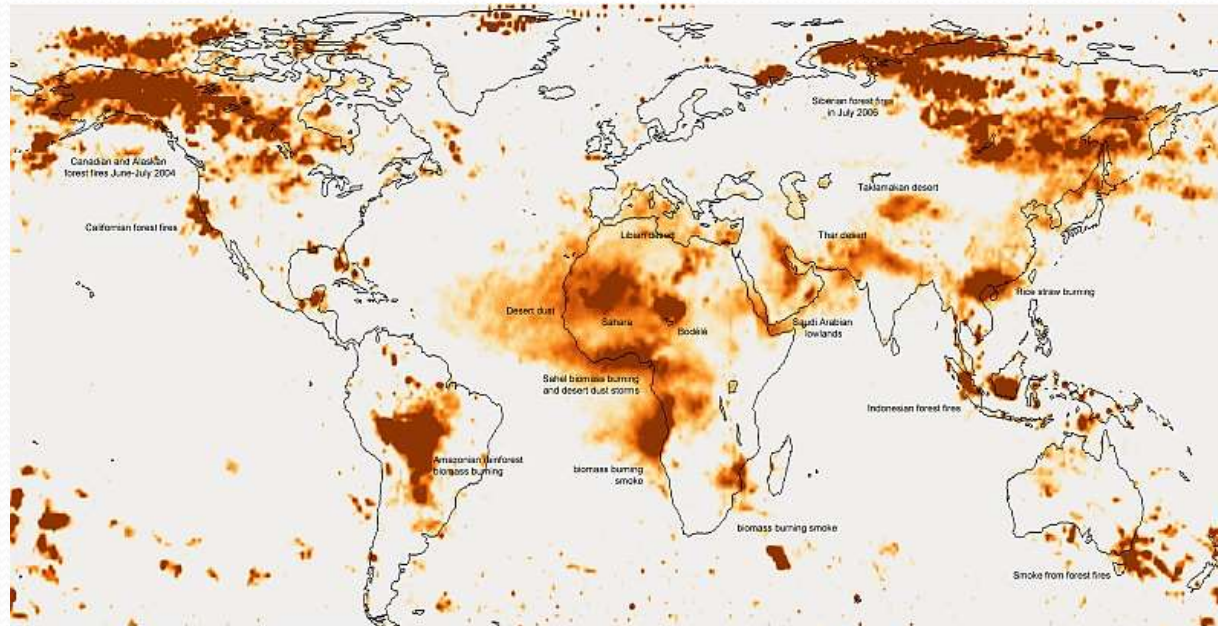 Siberian forest fires
in July 2006
Canadian and Alaskan
forest fires June-July 2004
Taklamakan desert
Californian forest fires
Libian desert
Thar desert
Rice straw burning
Desert dust
Sahara
Bodélé
Saudi Arabian
lowlands
Sahel biomass burning
and desert dust storms
Indonesian forest fires
Amazonian rainforest
biomass burning
biomass burning
smoke
biomass burning smoke
Smoke from forest fires